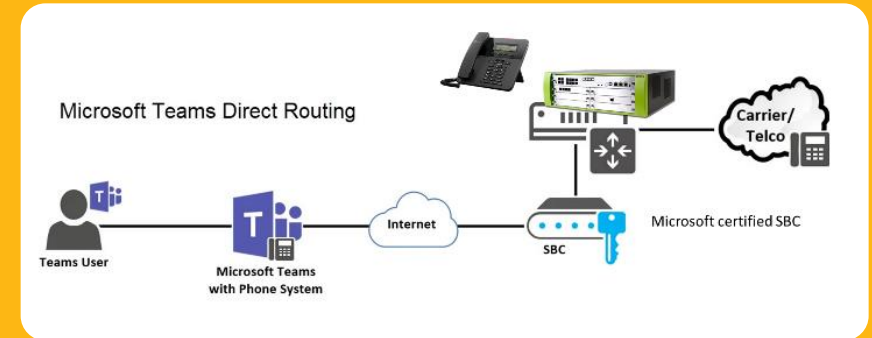 Microsoft Teams Direct Routing
Carrier/
Telco
T
T
Internet
Microsoft certified SBC
SBC
Teams User
Microsoft Teams
with Phone System